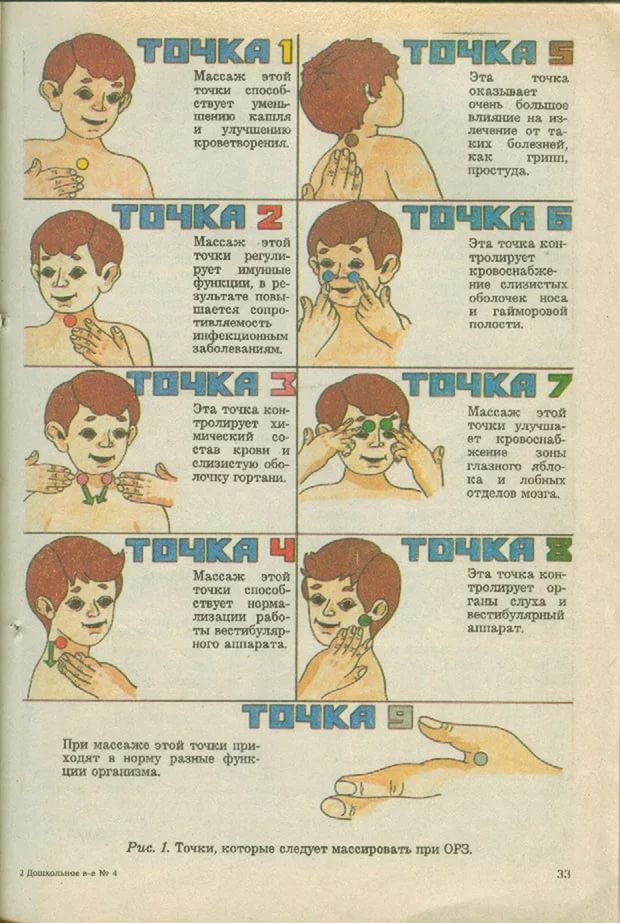 ТОЧКА 1
Массаж этой
точки способ-
ствует умень-
шению кашля
и улучшению
кроветворения.
ТОЧКА 5
Эта точка
оказывает
очень большое
влияние на из-
лечение от та-
ких болезней,
как грипп,
простуда.
ТОЧКА 2
Массаж этой
точки регули-
рует имунные
функции, в ре-
зультате повы-
шается сопро-
тивляемость
инфекционным
заболеваниям.
ТОЧКА 6
Эта точка кон-
тролирует
кровоснабже-
ние слизистых
оболочек носа
и гайморовой
полости.
ТОЧКА 3
Эта точка кон-
тролирует хи-
мический со-
став крови и
слизистую обо-
лочку гортани.
ТОЧКА 7
Массаж этой
точки улучша-
ет кровоснаб-
жение зоны
глазного ябло-
ка и лобных
отделов мозга.
ТОЧКА 4
Массаж этой
точки способ-
ствует норма-
лизации рабо-
ты вестибуляр-
ного аппарата.
ТОЧКА 8
Эта точка кон-
тролирует ор-
ганы слуха и
вестибулярный
аппарат.
ТОЧКА 9
При массаже этой точки при-
ходят в норму разные функ-
ции организма.
Рис. 1. Точки, которые следует массировать при ОРЗ.
2 Дошкольное в-е № 4
33